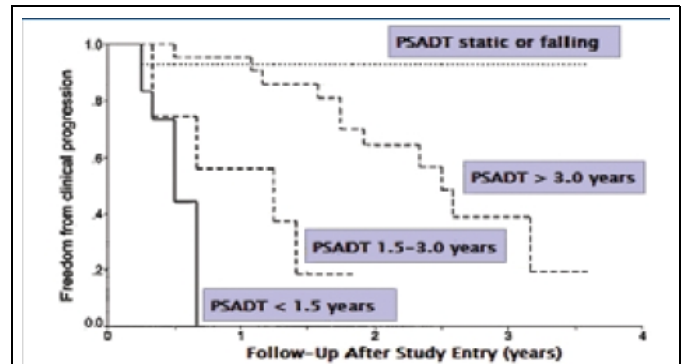 PSADT static or falling
1.0
.8
.6
.4
.2
0.0
Freedom from clinical progression
PSADT > 3.0 years
PSADT 1.5-3.0 years
PSADT < 1.5 years
0
1
2
3
4
Follow-Up After Study Entry (years)